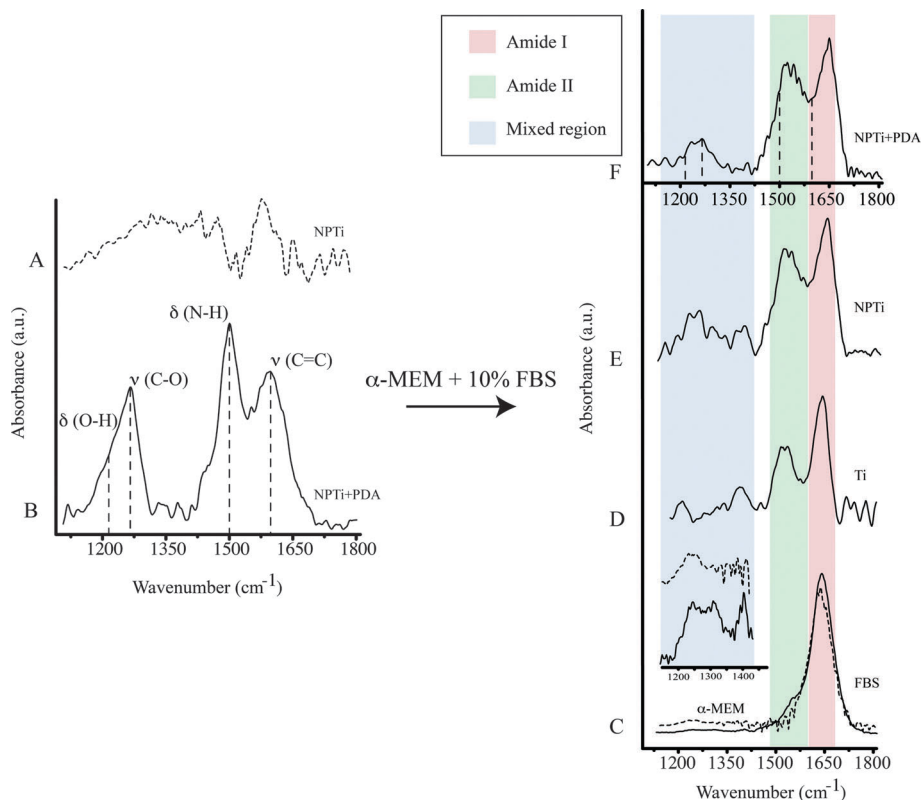 Amide I
Amide II
Mixed region
A
NPTi
B
δ (O-H)
ν (C-O)
δ (N-H)
ν (C=C)
NPTi+PDA
Absorbance (a.u.)
1200 1350 1500 1650 1800
Wavenumber (cm-1)
α-MEM + 10% FBS
F
NPTi+PDA
1200 1350 1500 1650 1800
E
NPTi
Absorbance (a.u.)
D
Ti
1200 1300 1400
C
α-MEM
FBS
1200 1350 1500 1650 1800
Wavenumber (cm-1)